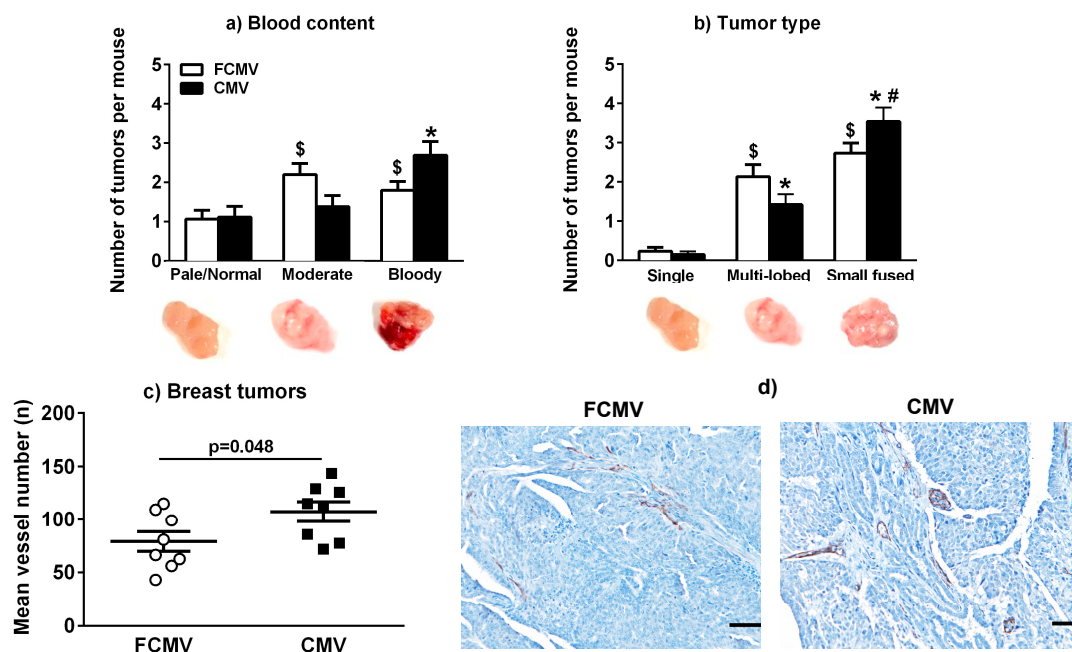 a) Blood content
Number of tumors per mouse
5
4
3
2
1
0
FCMV
CMV
$
$
*
Pale/Normal Moderate Bloody
b) Tumor type
Number of tumors per mouse
5
4
3
2
1
0
$
*
$
* #
Single Multi-lobed Small fused
c) Breast tumors
Mean vessel number (n)
200
150
100
50
0
p=0.048
FCMV CMV
d)
FCMV CMV